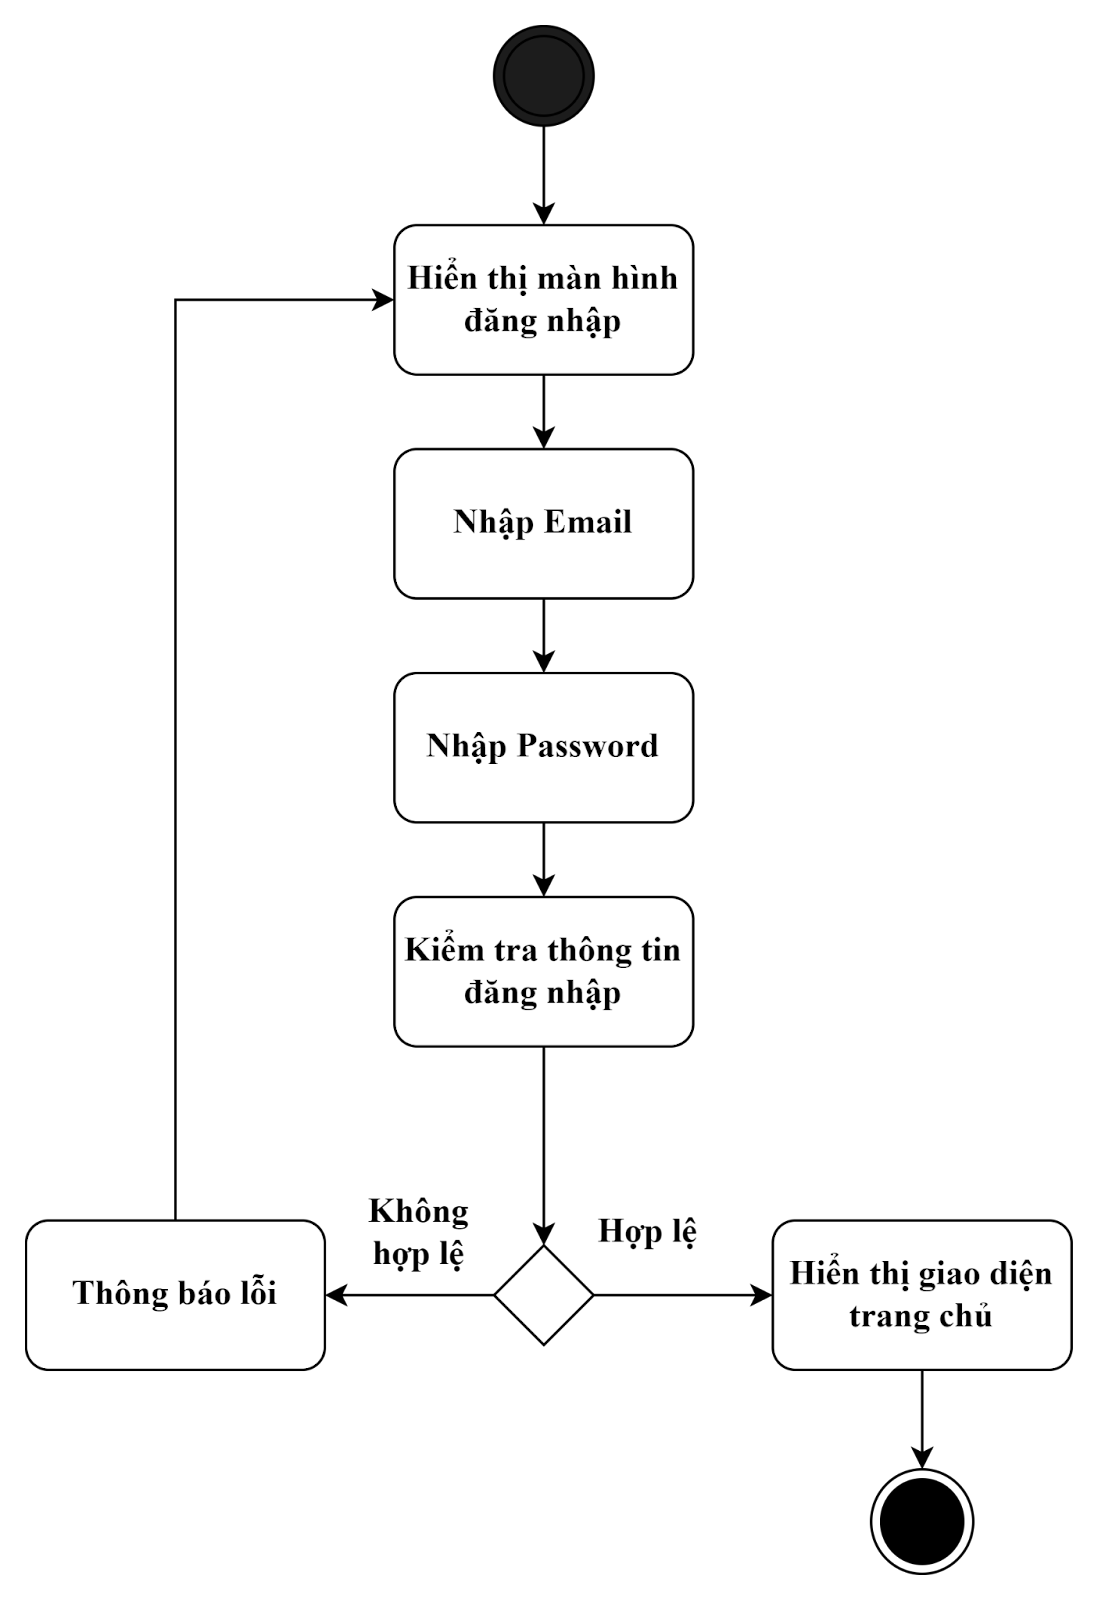 Hiển thị màn hình
đăng nhập
Nhập Email
Nhập Password
Kiểm tra thông tin
đăng nhập
Không
hợp lệ
Hợp lệ
Thông báo lỗi
Hiển thị giao diện
trang chủ